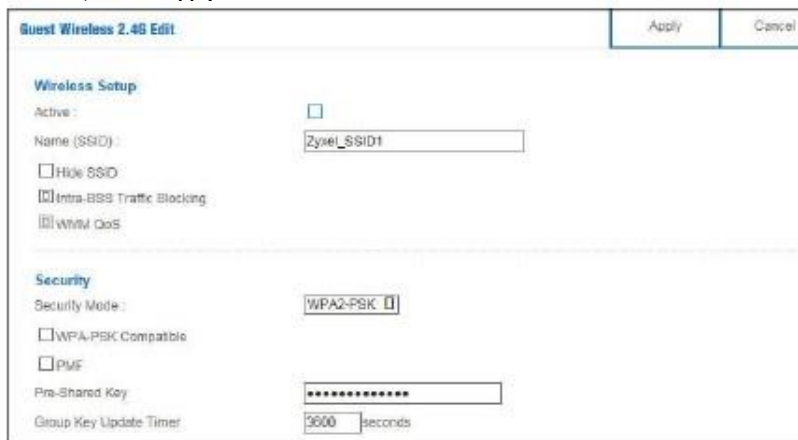 Guest Wireless 2.4G Edit
Apply
Cancel
Wireless Setup
Active :
Name (SSID) :
Zyxel_SSID1
Hide SSID
Intra-BSS Traffic Blocking
WMM QoS
Security
Security Mode :
WPA2-PSK
WPA-PSK Compatible
PMF
Pre-Shared Key
•••••••••••••
Group Key Update Timer
3600 seconds